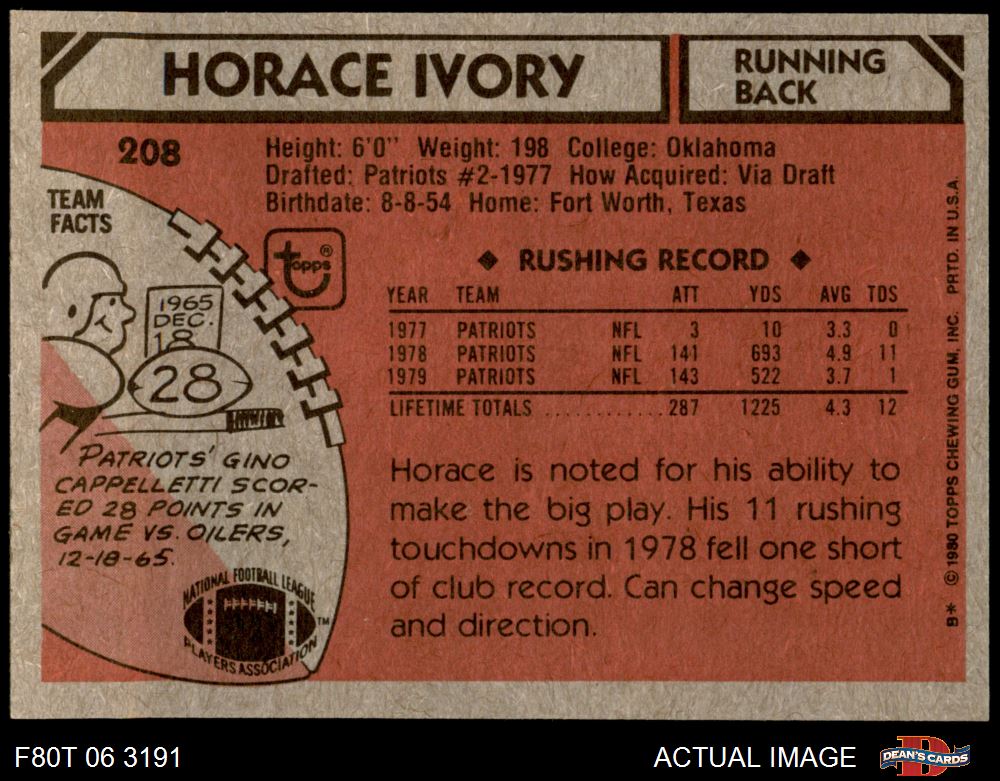 HORACE IVORY
RUNNING
BACK
208
Height: 6'0" Weight: 198 College: Oklahoma
Drafted: Patriots #2-1977 How Acquired: Via Draft
Birthdate: 8-8-54 Home: Fort Worth, Texas
TEAM
FACTS
1965
DEC.
18
28
PATRIOTS' GINO
CAPPELLETTI SCOR-
ED 28 POINTS IN
GAME VS. OILERS,
12-18-65.
NATIONAL FOOTBALL LEAGUE
PLAYERS ASSOCIATION
TM
topps®
◆ RUSHING RECORD ◆
YEAR TEAM ATT YDS AVG TDS
1977 PATRIOTS NFL 3 10 3.3 0
1978 PATRIOTS NFL 141 693 4.9 11
1979 PATRIOTS NFL 143 522 3.7 1
LIFETIME TOTALS ............ 287 1225 4.3 12
Horace is noted for his ability to
make the big play. His 11 rushing
touchdowns in 1978 fell one short
of club record. Can change speed
and direction.
B* © 1980 TOPPS CHEWING GUM, INC. PRTD. IN U.S.A.
F80T 06 3191
ACTUAL IMAGE
DEAN'S CARDS